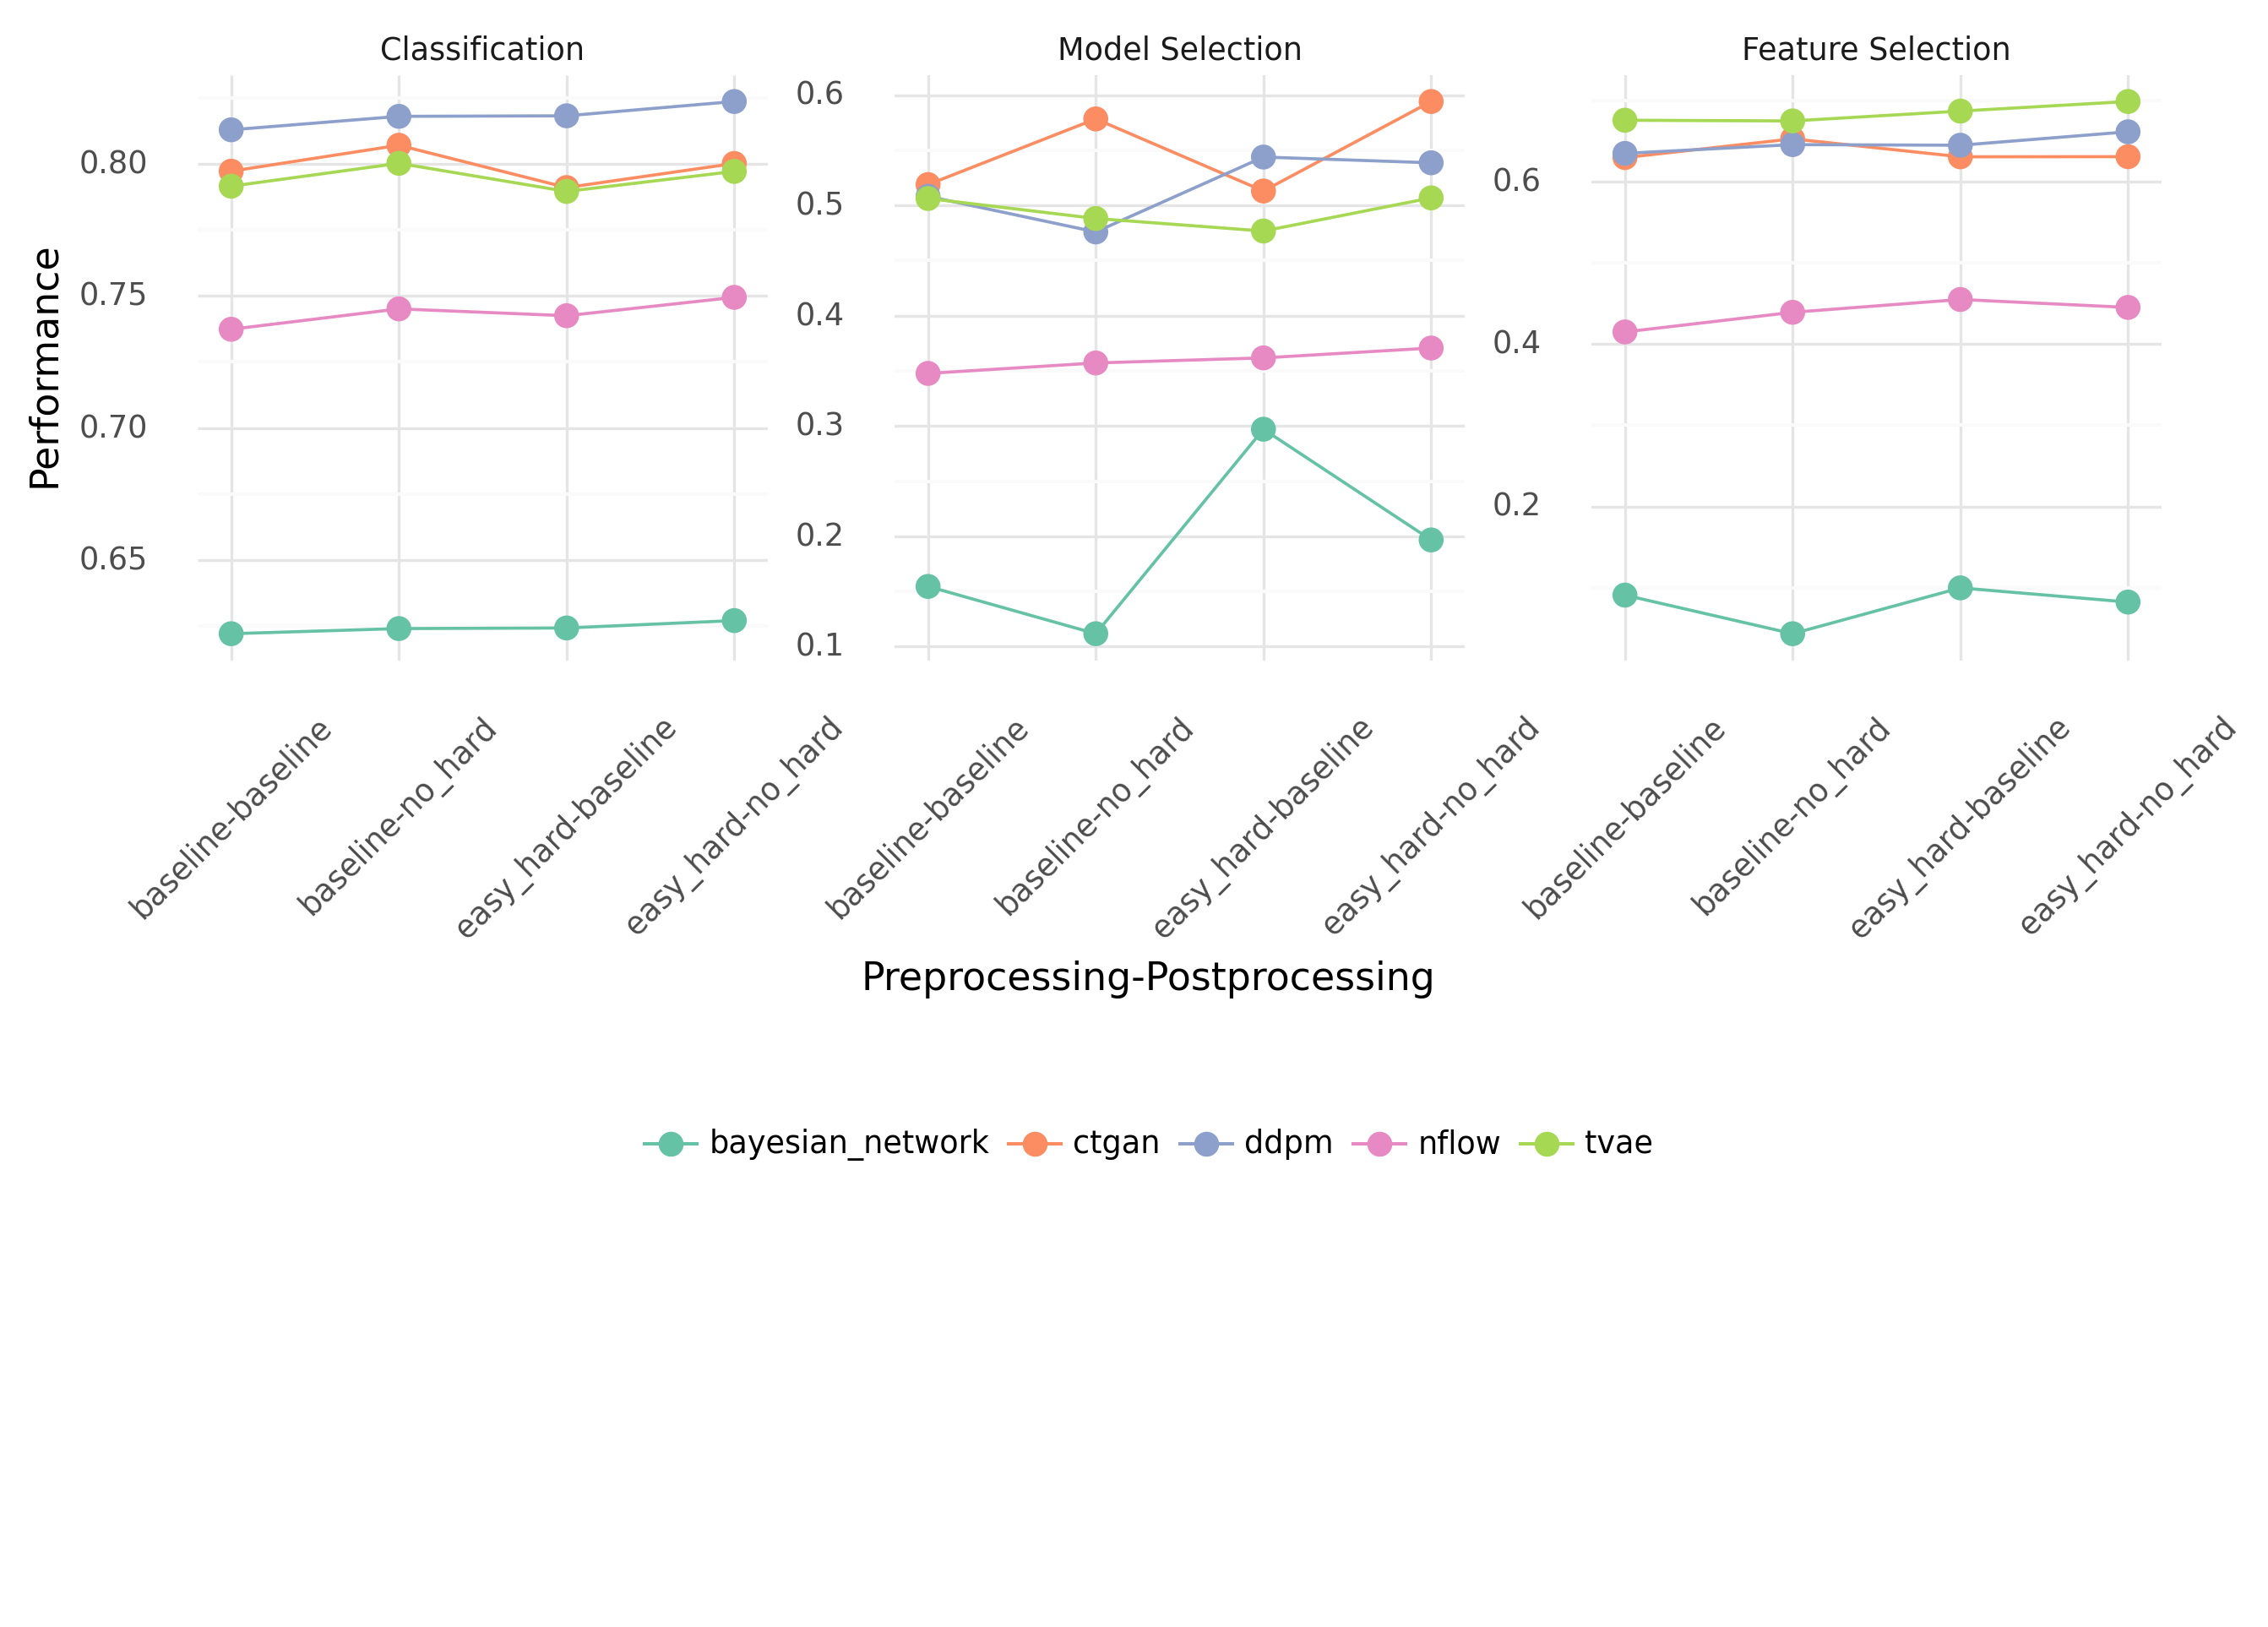 Classification
Model Selection
Feature Selection
Performance
0.80
0.75
0.70
0.65
0.6
0.5
0.4
0.3
0.2
0.1
0.6
0.4
0.2
baseline-baseline
baseline-no_hard
easy_hard-baseline
easy_hard-no_hard
baseline-baseline
baseline-no_hard
easy_hard-baseline
easy_hard-no_hard
baseline-baseline
baseline-no_hard
easy_hard-baseline
easy_hard-no_hard
Preprocessing-Postprocessing
bayesian_network ctgan ddpm nflow tvae